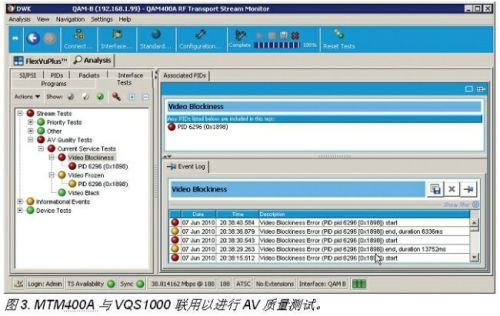 DWK QAM-B (192.168.1.99) - QAM400A RF Transport Stream Monitor
Analysis View Navigation Settings Help
Connect... Interface... Standard... Configuration... Complete 100% Reset Tests
FlexVuPlus™ Analysis
SI/PSI PIDs Packets Interface
Programs Tests
Actions Show:
Stream Tests
Priority Tests
Other
AV Quality Tests
Current Service Tests
Video Blockiness
PID 6296 (0x1898)
Video Frozen
PID 6296 (0x1898)
Video Black
Informational Events
Device Tests
Associated PIDs
Video Blockiness
Any PIDs listed below are included in this test:
PID 6296 (0x1898)
Event Log
Video Blockiness
Show filter
Date Time Description
07 Jun 2010 20:38:40.594 Video Blockiness Error (PID psi 6296 [0x1898]) start
07 Jun 2010 20:38:36.879 Video Blockiness Error (PID psi 6296 [0x1898]) end, duration 6336ms
07 Jun 2010 20:38:30.543 Video Blockiness Error (PID psi 6296 [0x1898]) start
07 Jun 2010 20:38:29.263 Video Blockiness Error (PID psi 6296 [0x1898]) end, duration 13752ms
07 Jun 2010 20:38:15.512 Video Blockiness Error (PID psi 6296 [0x1898]) start
Login: Admin TS Availability Sync 38.814162 Mbps @ 188 188 ATSC No Extensions Interface: QAM B
图 3. MTM400A 与 VQS1000 联用以进行 AV 质量测试。